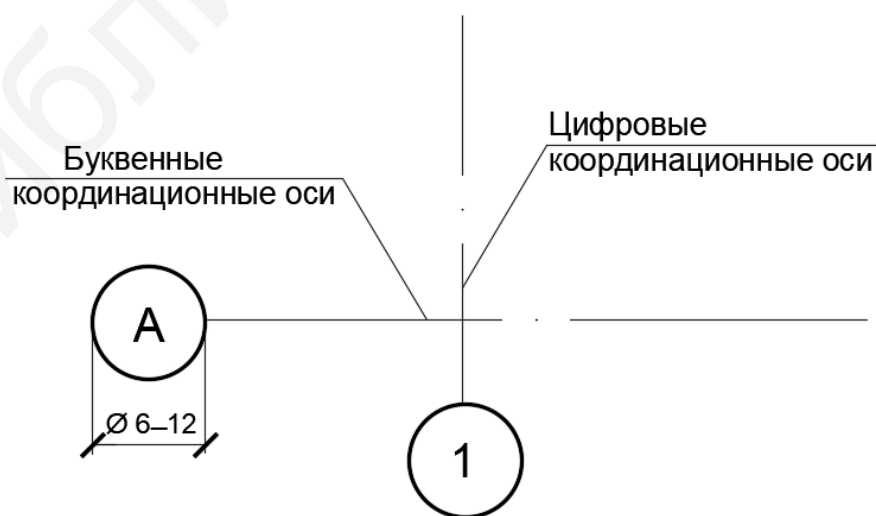 Цифровые
координационные оси
Буквенные
координационные оси
А
Ø 6–12
1